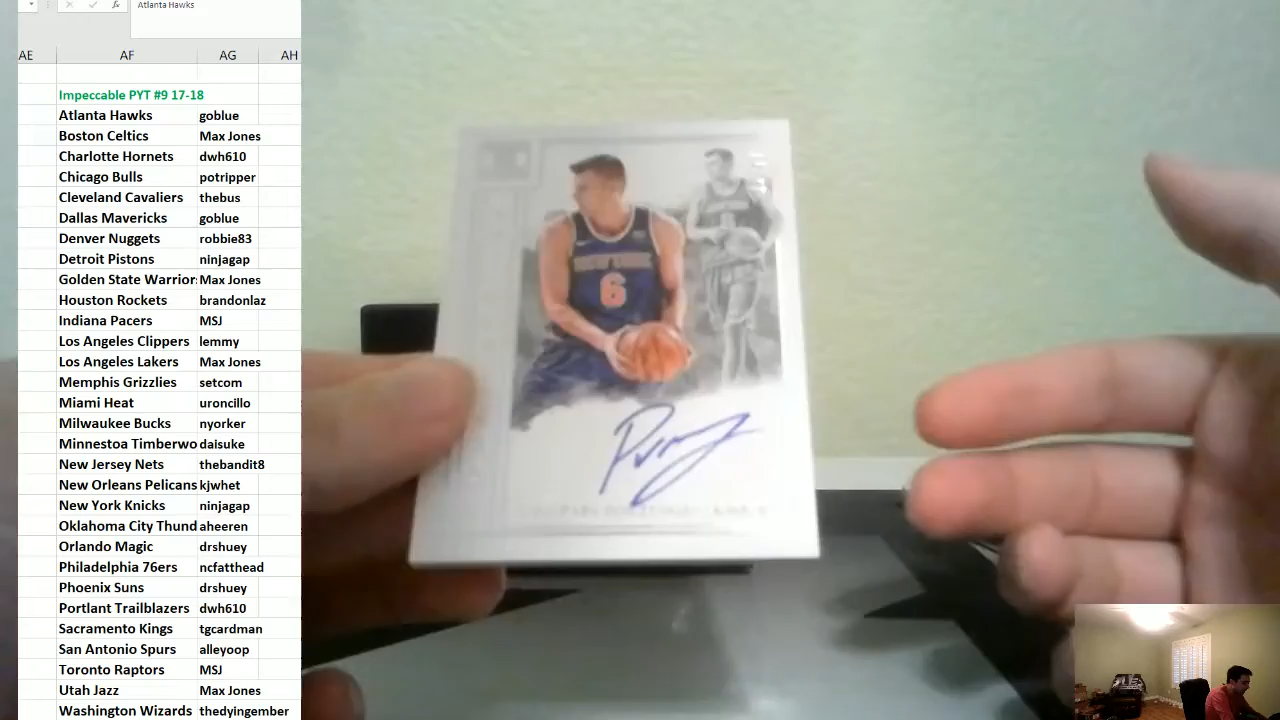 Atlanta Hawks
AE AF AG AH
Impeccable PYT #9 17-18
Atlanta Hawks goblue
Boston Celtics Max Jones
Charlotte Hornets dwh610
Chicago Bulls potripper
Cleveland Cavaliers thebus
Dallas Mavericks goblue
Denver Nuggets robbie83
Detroit Pistons ninjagap
Golden State Warrior Max Jones
Houston Rockets brandonlaz
Indiana Pacers MSJ
Los Angeles Clippers lemmy
Los Angeles Lakers Max Jones
Memphis Grizzlies setcom
Miami Heat uroncillo
Milwaukee Bucks nyorker
Minnestoa Timberwo daisuke
New Jersey Nets thebandit8
New Orleans Pelicans kjwhet
New York Knicks ninjagap
Oklahoma City Thund aheeren
Orlando Magic drshuey
Philadelphia 76ers ncfatthead
Phoenix Suns drshuey
Portlant Trailblazers dwh610
Sacramento Kings tgcardman
San Antonio Spurs alleyoop
Toronto Raptors MSJ
Utah Jazz Max Jones
Washington Wizards thedyingember
NEW YORK
6